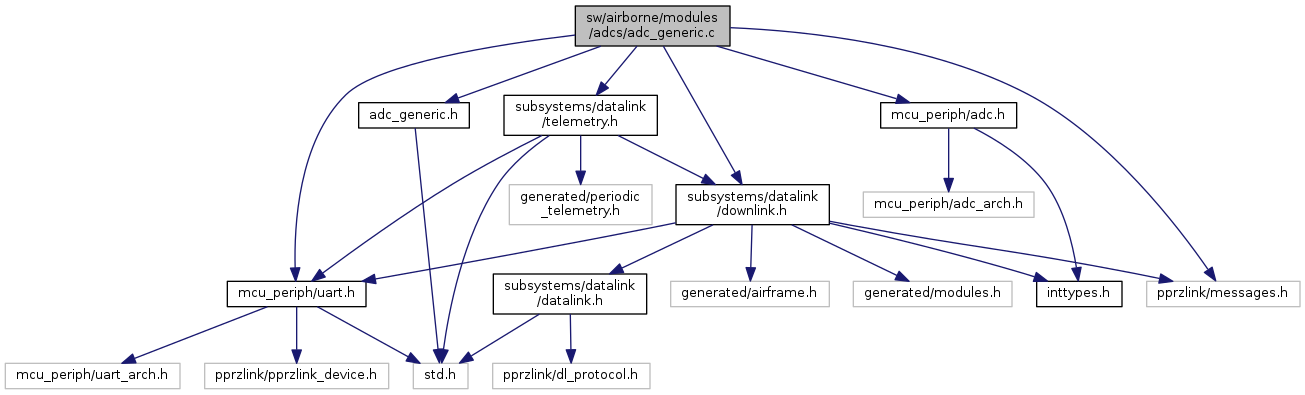 sw/airborne/modules
/adcs/adc_generic.c
adc_generic.h
subsystems/datalink
/telemetry.h
mcu_periph/adc.h
generated/periodic
_telemetry.h
subsystems/datalink
/downlink.h
mcu_periph/adc_arch.h
mcu_periph/uart.h
subsystems/datalink
/datalink.h
generated/airframe.h
generated/modules.h
inttypes.h
pprzlink/messages.h
mcu_periph/uart_arch.h
pprzlink/pprzlink_device.h
std.h
pprzlink/dl_protocol.h